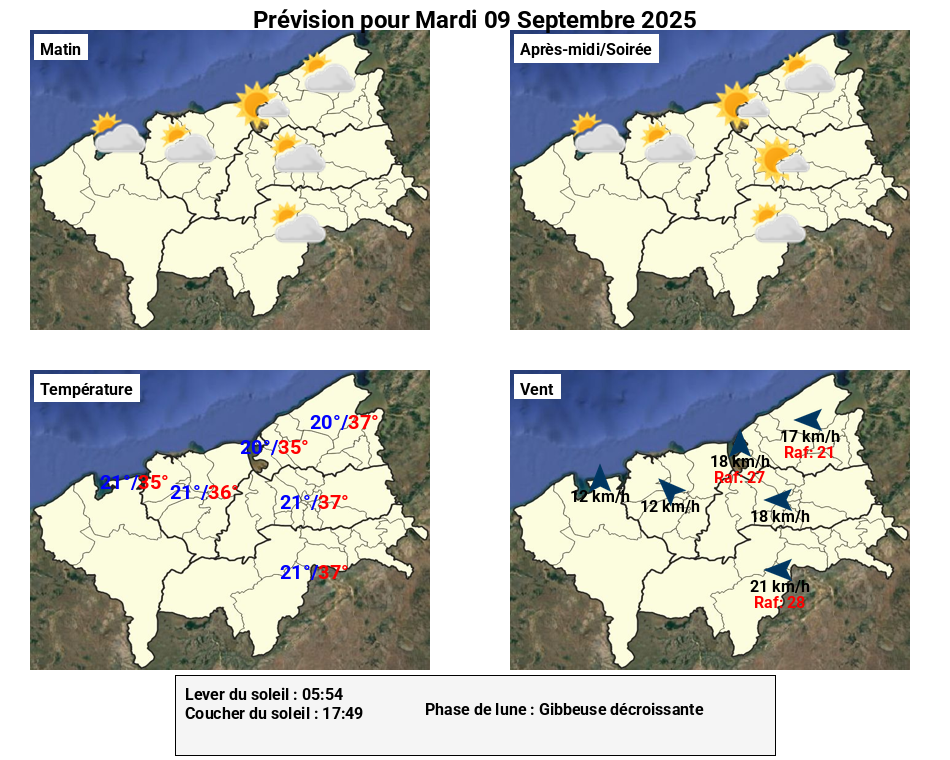 Prévision pour Mardi 09 Septembre 2025
Matin
Après-midi/Soirée
Température
20°/37°
20°/35°
21°/35°
21°/36°
21°/37°
21°/37°
Vent
17 km/h
Raf: 21
18 km/h
Raf: 27
12 km/h
12 km/h
18 km/h
21 km/h
Raf: 28
Lever du soleil : 05:54
Coucher du soleil : 17:49
Phase de lune : Gibbeuse décroissante